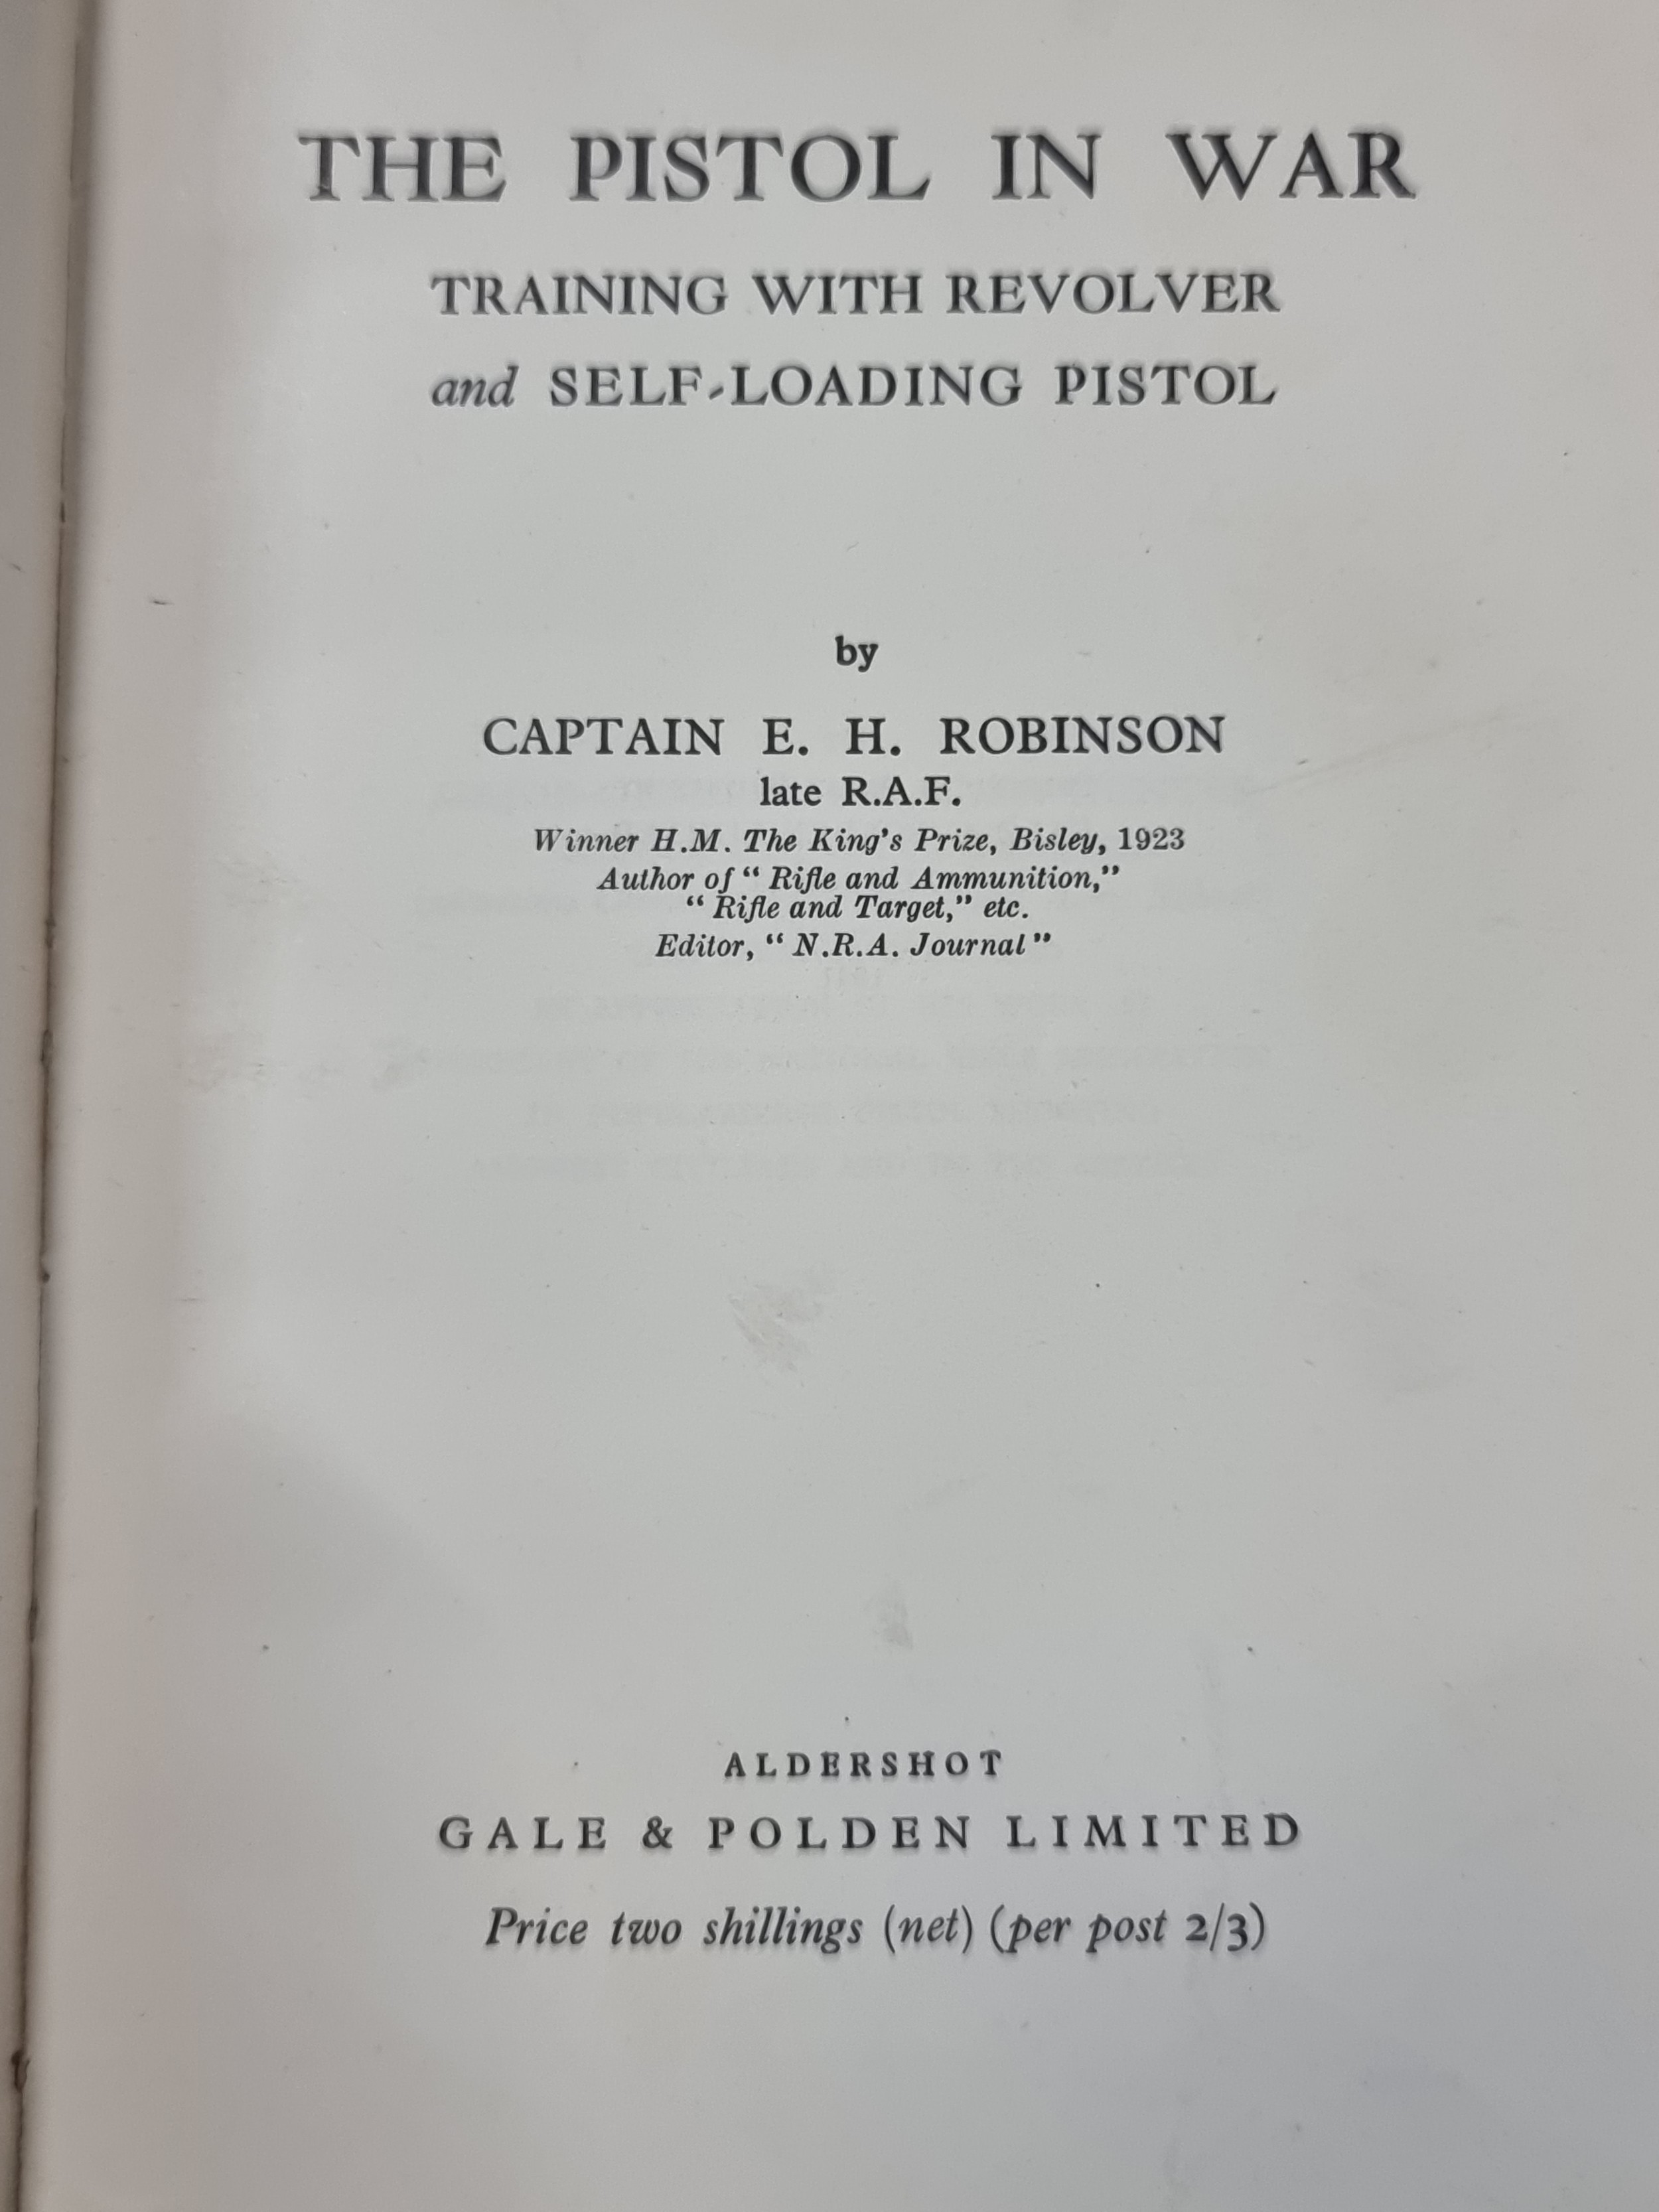 THE PISTOL IN WAR
TRAINING WITH REVOLVER
and SELF-LOADING PISTOL
by
CAPTAIN E. H. ROBINSON
late R.A.F.
Winner H.M. The King's Prize, Bisley, 1923
Author of “ Rifle and Ammunition,”
“ Rifle and Target,” etc.
Editor, “ N.R.A. Journal ”
ALDERSHOT
GALE & POLDEN LIMITED
Price two shillings (net) (per post 2/3)